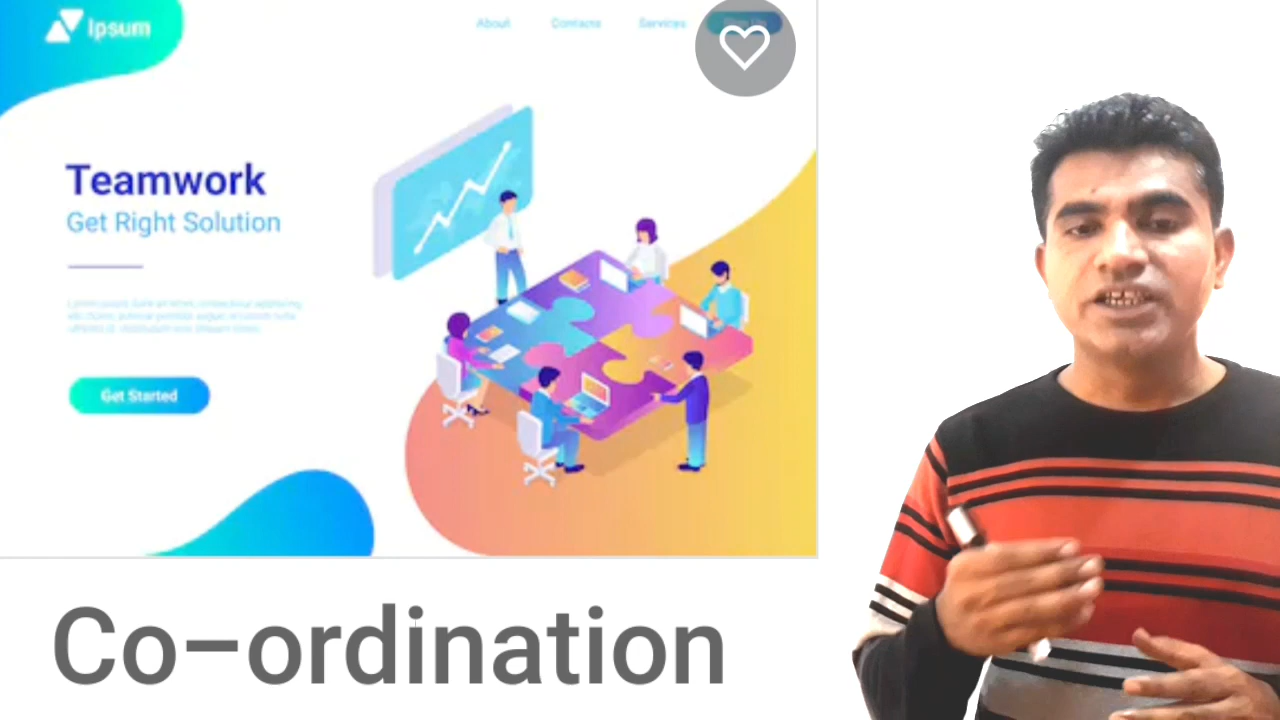 Ipsum
About Contacts Services
Teamwork
Get Right Solution
Get Started
Co-ordination